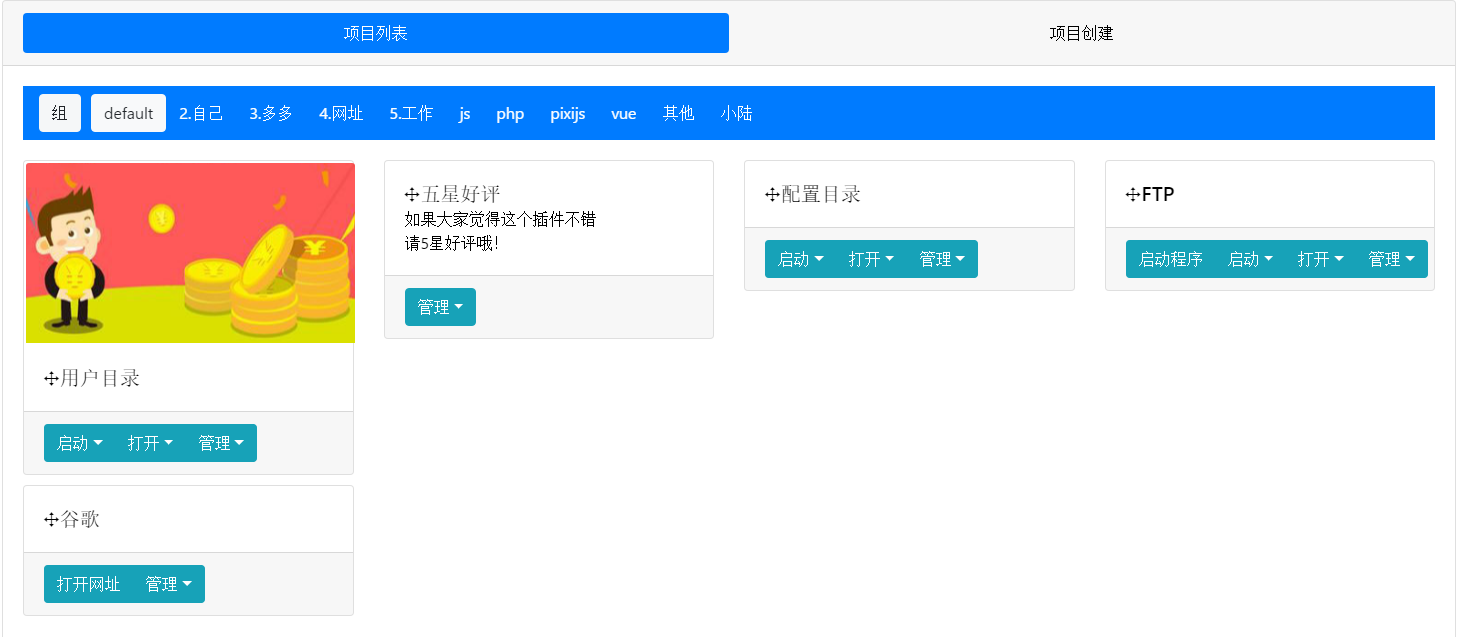 项目列表 项目创建
组 default 2.自己 3.多多 4.网址 5.工作 js php pixijs vue 其他 小陆
用户目录
启动 打开 管理
五星好评
如果大家觉得这个插件不错
请5星好评哦!
管理
配置目录
启动 打开 管理
FTP
启动程序 启动 打开 管理
谷歌
打开网址 管理